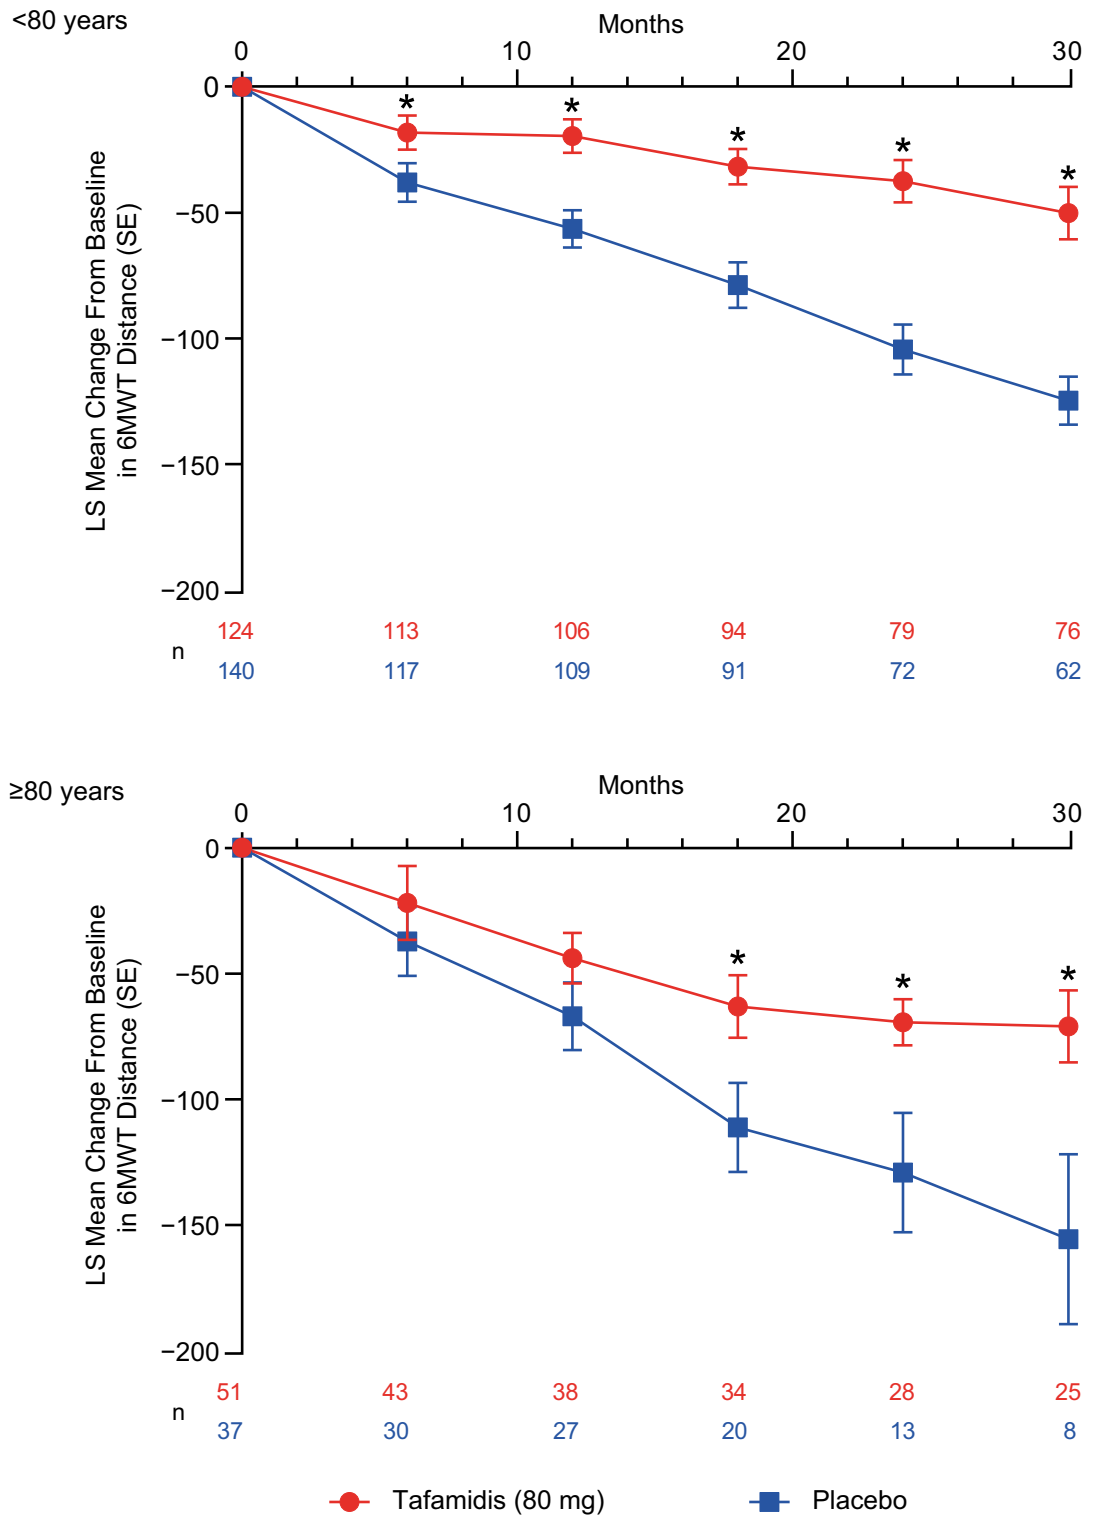 <80 years
Months
0 10 20 30
0
−50
−100
−150
−200
LS Mean Change From Baseline
in 6MWT Distance (SE)
* * * * *
n
124 113 106 94 79 76
140 117 109 91 72 62
≥80 years
Months
0 10 20 30
0
−50
−100
−150
−200
LS Mean Change From Baseline
in 6MWT Distance (SE)
* * *
n
51 43 38 34 28 25
37 30 27 20 13 8
Tafamidis (80 mg) Placebo